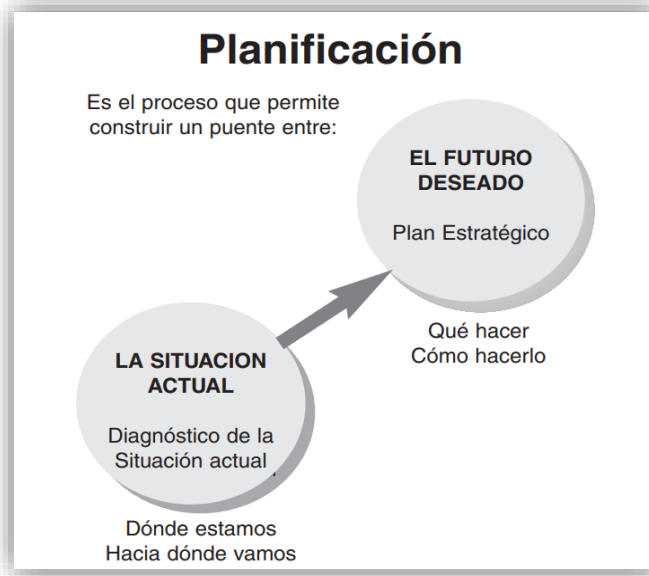 Planificación
Es el proceso que permite
construir un puente entre:
EL FUTURO
DESEADO
Plan Estratégico
Qué hacer
Cómo hacerlo
LA SITUACION
ACTUAL
Diagnóstico de la
Situación actual
Dónde estamos
Hacia dónde vamos